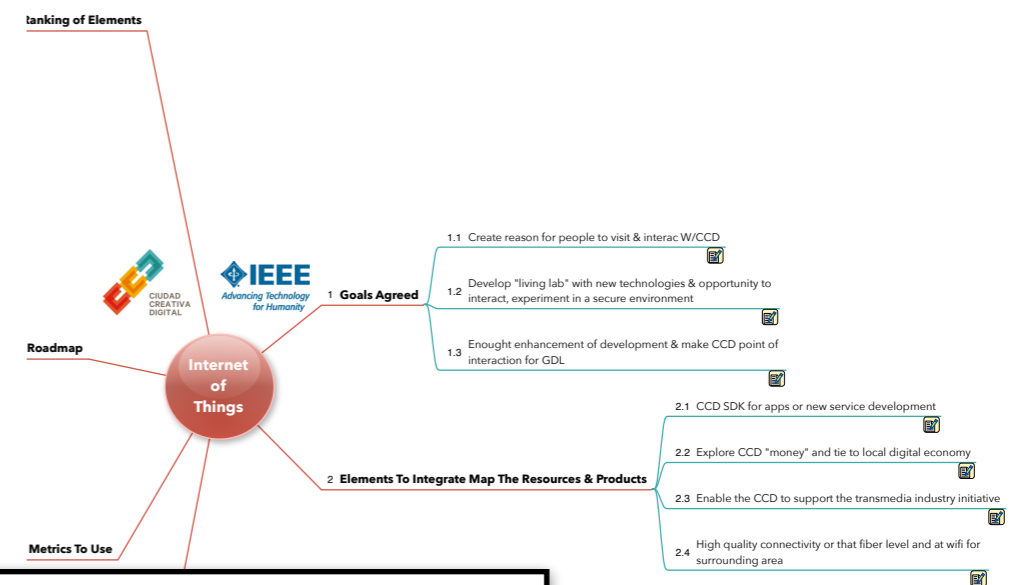 Ranking of Elements
CIUDAD
CREATIVA
DIGITAL
IEEE
Advancing Technology
for Humanity
Internet
of
Things
Roadmap
Metrics To Use
1 Goals Agreed
1.1 Create reason for people to visit & interac W/CCD
1.2 Develop "living lab" with new technologies & opportunity to
interact, experiment in a secure environment
1.3 Enought enhancement of development & make CCD point of
interaction for GDL
2 Elements To Integrate Map The Resources & Products
2.1 CCD SDK for apps or new service development
2.2 Explore CCD "money" and tie to local digital economy
2.3 Enable the CCD to support the transmedia industry initiative
2.4 High quality connectivity or that fiber level and at wifi for
surrounding area